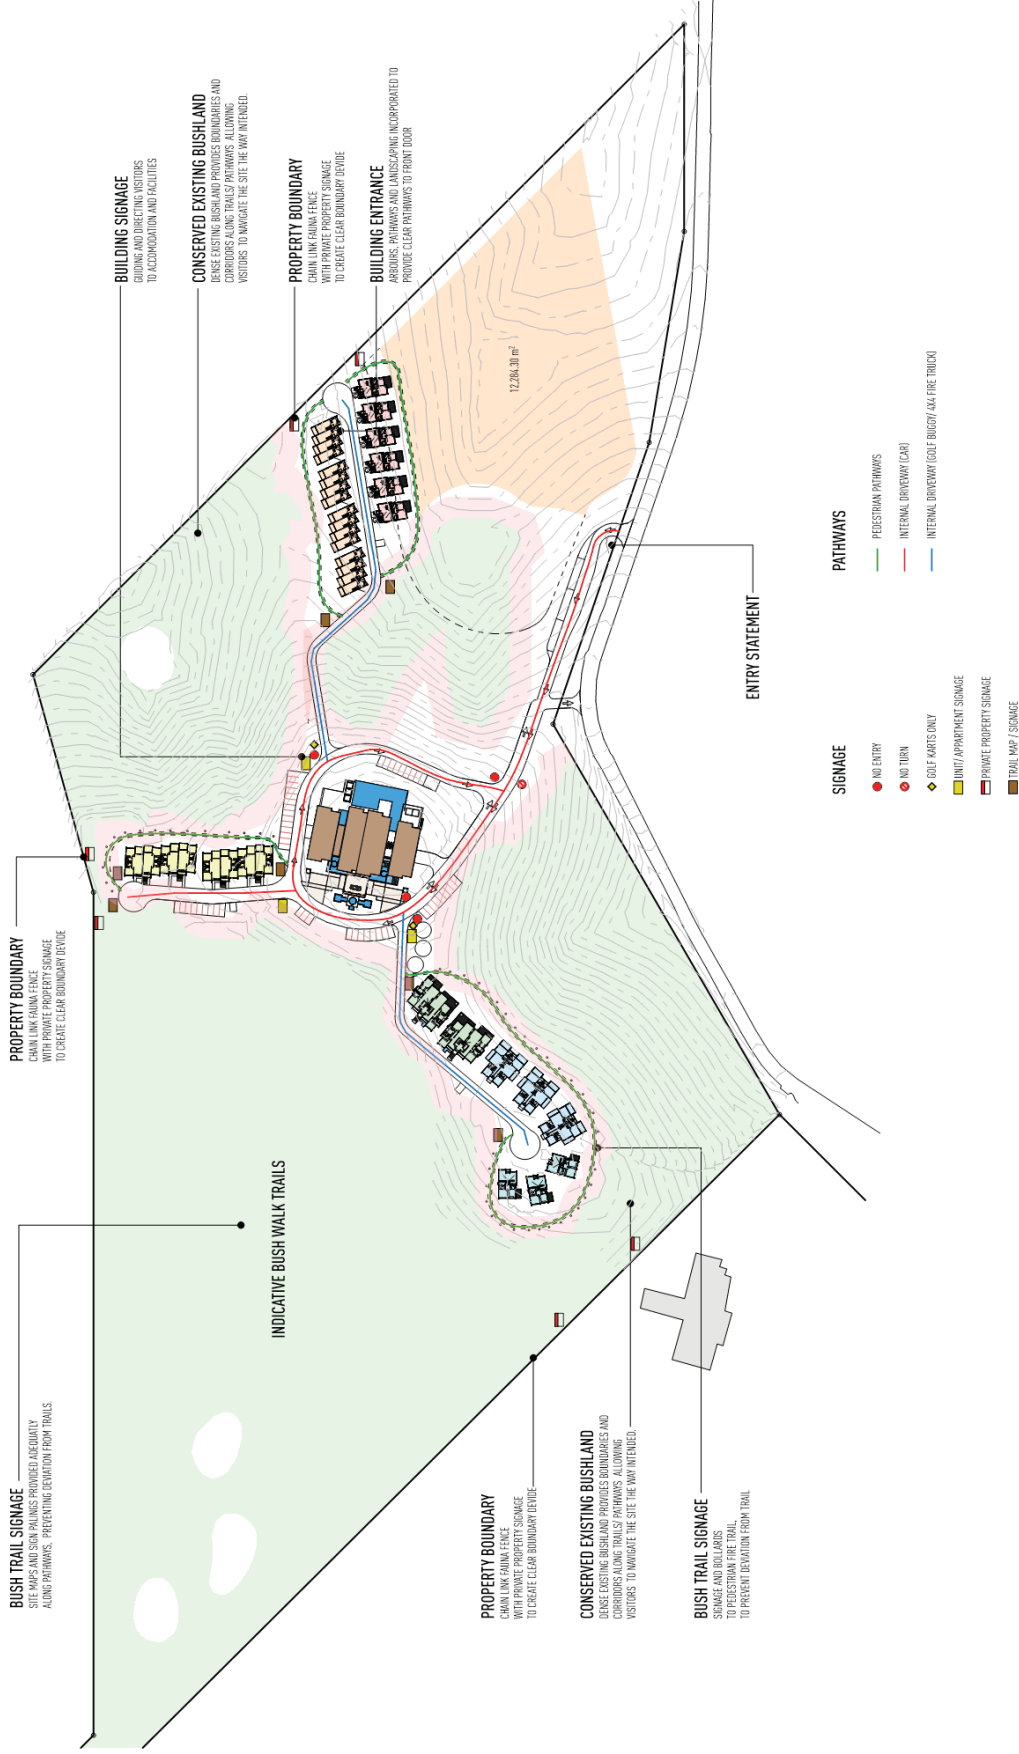 BUSH TRAIL SIGNAGE
SITE MAPS AND SIGN PALINGS PROVIDED ADEQUATLY
ALONG PATHWAYS, PREVENTING DEVIATION FROM TRAILS.
PROPERTY BOUNDARY
CHAIN LINK FAUNA FENCE
WITH PRIVATE PROPERTY SIGNAGE
TO CREATE CLEAR BOUNDARY DEVIDE
BUILDING SIGNAGE
GUIDING AND DIRECTING VISITORS
TO ACCOMODATION AND FACILITIES
CONSERVED EXISTING BUSHLAND
DENSE EXISTING BUSHLAND PROVIDES BOUNDARIES AND
CORRIDORS ALONG TRAILS/ PATHWAYS ALLOWING
VISITORS TO NAVIGATE THE SITE THE WAY INTENDED.
PROPERTY BOUNDARY
CHAIN LINK FAUNA FENCE
WITH PRIVATE PROPERTY SIGNAGE
TO CREATE CLEAR BOUNDARY DEVIDE
BUILDING ENTRANCE
ARBOURS, PATHWAYS AND LANDSCAPING INCORPORATED TO
PROVIDE CLEAR PATHWAYS TO FRONT DOOR
INDICATIVE BUSH WALK TRAILS
12,284.30 m²
PROPERTY BOUNDARY
CHAIN LINK FAUNA FENCE
WITH PRIVATE PROPERTY SIGNAGE
TO CREATE CLEAR BOUNDARY DEVIDE
CONSERVED EXISTING BUSHLAND
DENSE EXISTING BUSHLAND PROVIDES BOUNDARIES AND
CORRIDORS ALONG TRAILS/ PATHWAYS ALLOWING
VISITORS TO NAVIGATE THE SITE THE WAY INTENDED.
BUSH TRAIL SIGNAGE
SIGNAGE AND BOLLARDS
TO PEDESTRIAN FIRE TRAIL,
TO PREVENT DEVIATION FROM TRAIL
ENTRY STATEMENT
SIGNAGE
NO ENTRY
NO TURN
GOLF KARTS ONLY
UNIT/ APPARTMENT SIGNAGE
PRIVATE PROPERTY SIGNAGE
TRAIL MAP / SIGNAGE
PATHWAYS
PEDESTRIAN PATHWAYS
INTERNAL DRIVEWAY (CAR)
INTERNAL DRIVEWAY (GOLF BUGGY/ 4X4 FIRE TRUCK)